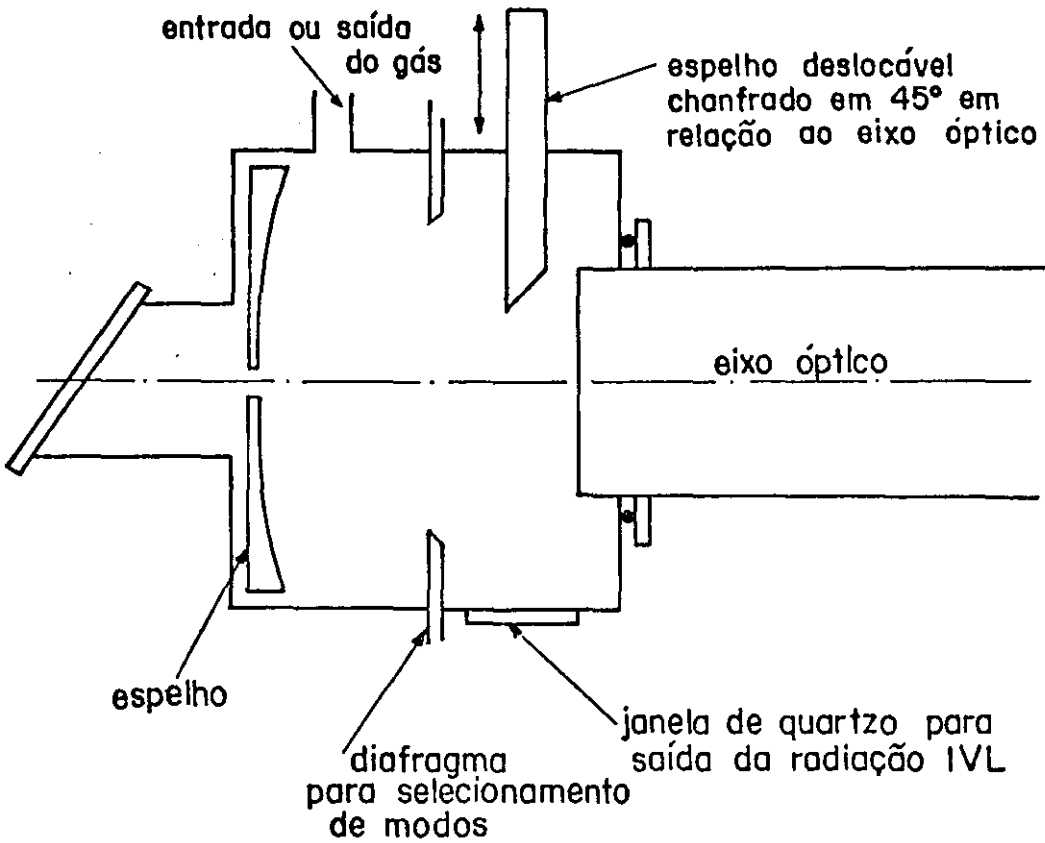 entrada ou saída
do gás
espelho deslocável
chanfrado em 45° em
relação ao eixo óptico
eixo óptico
espelho
diafragma
para selecionamento
de modos
janela de quartzo para
saída da radiação IVL